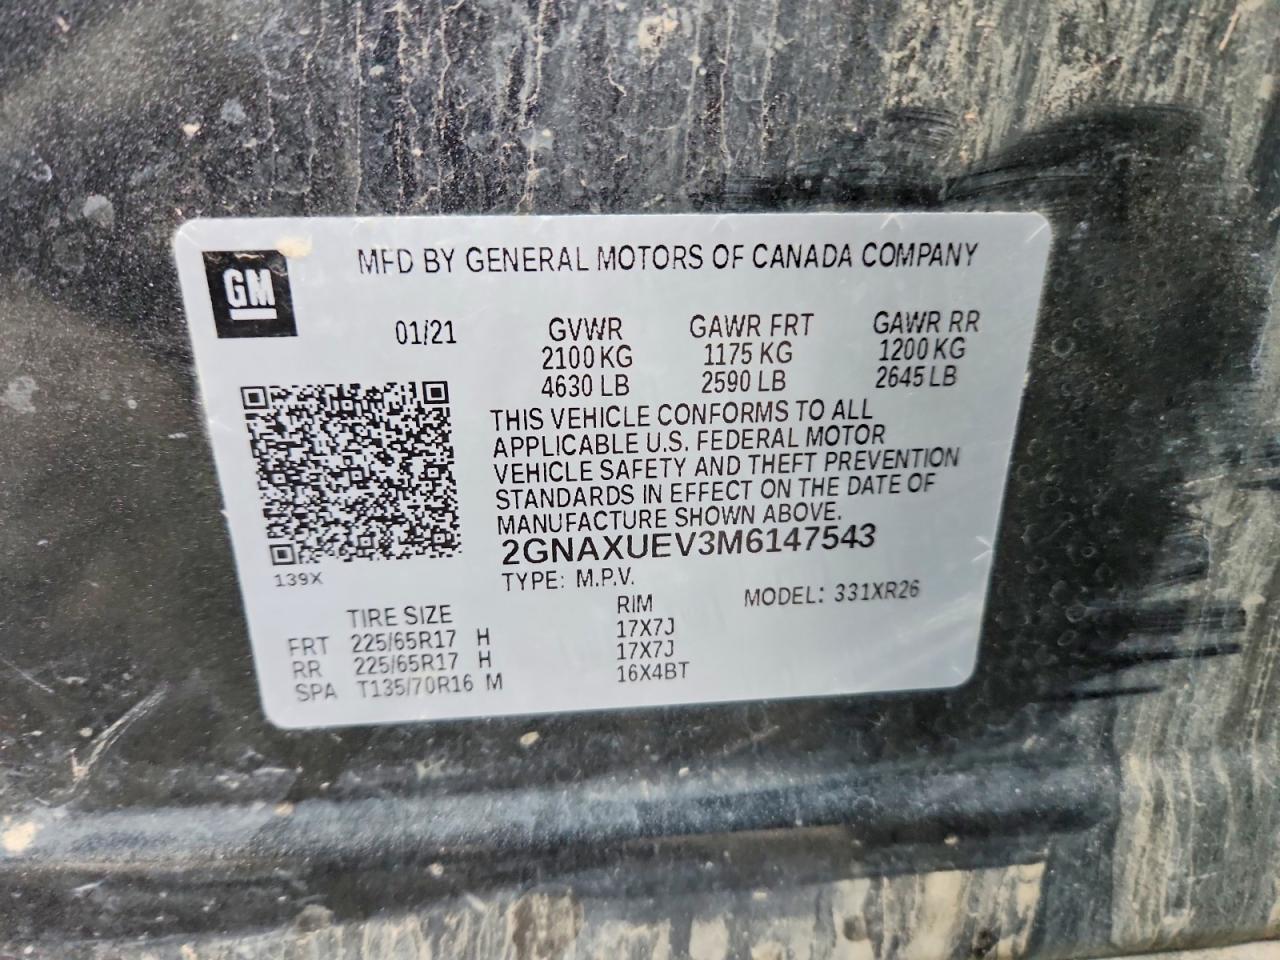 GM
MFD BY GENERAL MOTORS OF CANADA COMPANY
01/21 GVWR GAWR FRT GAWR RR
2100 KG 1175 KG 1200 KG
4630 LB 2590 LB 2645 LB
THIS VEHICLE CONFORMS TO ALL
APPLICABLE U.S. FEDERAL MOTOR
VEHICLE SAFETY AND THEFT PREVENTION
STANDARDS IN EFFECT ON THE DATE OF
MANUFACTURE SHOWN ABOVE.
2GNAXUEV3M6147543
139X
TYPE: M.P.V. MODEL: 331XR26
TIRE SIZE RIM
FRT 225/65R17 H 17X7J
RR 225/65R17 H 17X7J
SPA T135/70R16 M 16X4BT